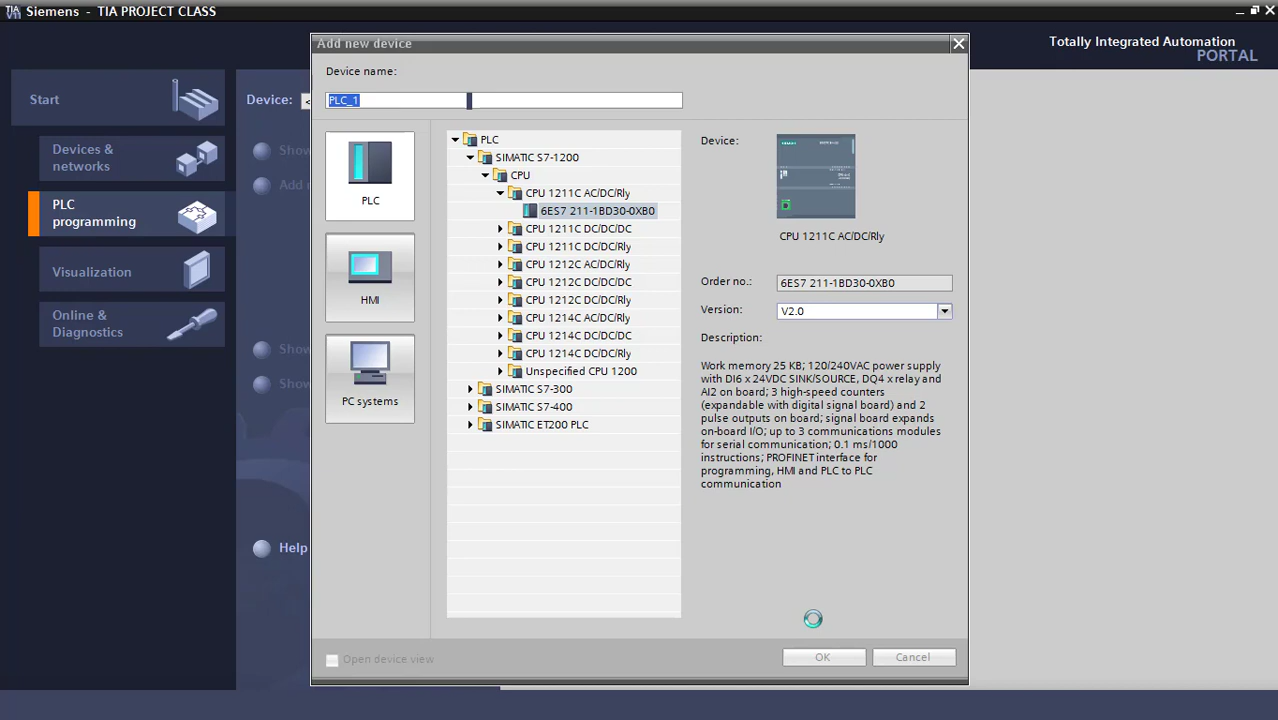 TIA V11 Siemens - TIA PROJECT CLASS
Totally Integrated Automation
PORTAL
Start
Devices &
networks
PLC
programming
Visualization
Online &
Diagnostics
Device:
Show
Add n
Show
Show
Help
Add new device
Device name:
PLC_1
PLC
HMI
PC systems
PLC
SIMATIC S7-1200
CPU
CPU 1211C AC/DC/Rly
6ES7 211-1BD30-0XB0
CPU 1211C DC/DC/DC
CPU 1211C DC/DC/Rly
CPU 1212C AC/DC/Rly
CPU 1212C DC/DC/DC
CPU 1212C DC/DC/Rly
CPU 1214C AC/DC/Rly
CPU 1214C DC/DC/DC
CPU 1214C DC/DC/Rly
Unspecified CPU 1200
SIMATIC S7-300
SIMATIC S7-400
SIMATIC ET200 PLC
Device:
CPU 1211C AC/DC/Rly
Order no.: 6ES7 211-1BD30-0XB0
Version: V2.0
Description:
Work memory 25 KB; 120/240VAC power supply
with DI6 x 24VDC SINK/SOURCE, DQ4 x relay and
AI2 on board; 3 high-speed counters
(expandable with digital signal board) and 2
pulse outputs on board; signal board expands
on-board I/O; up to 3 communications modules
for serial communication; 0.1 ms/1000
instructions; PROFINET interface for
programming, HMI and PLC to PLC
communication
Open device view
OK
Cancel